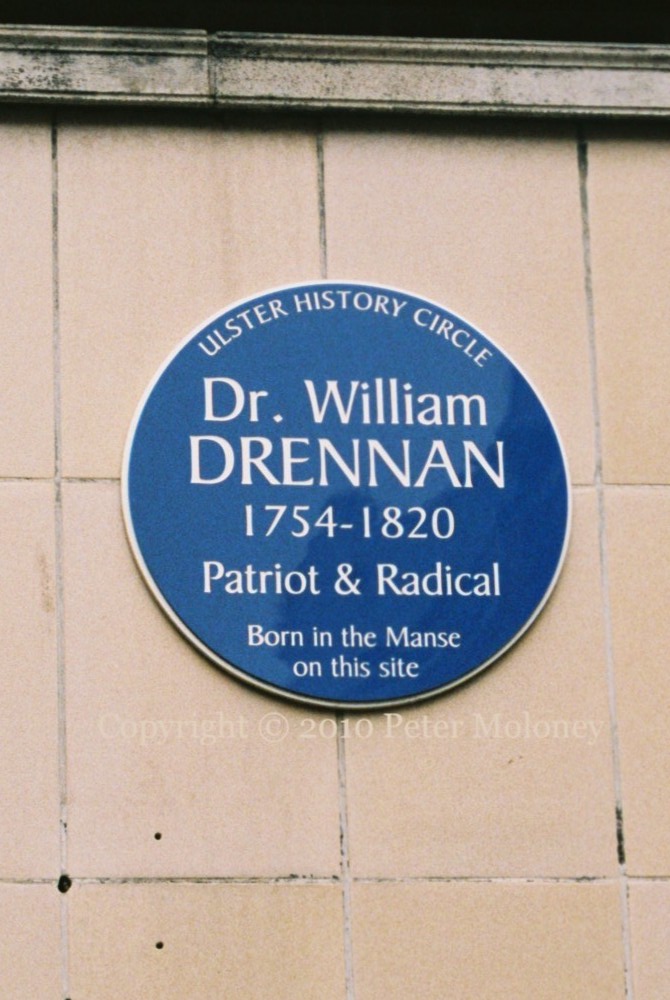 ULSTER HISTORY CIRCLE
Dr. William
DRENNAN
1754-1820
Patriot & Radical
Born in the Manse
on this site
Copyright © 2010 Peter Moloney